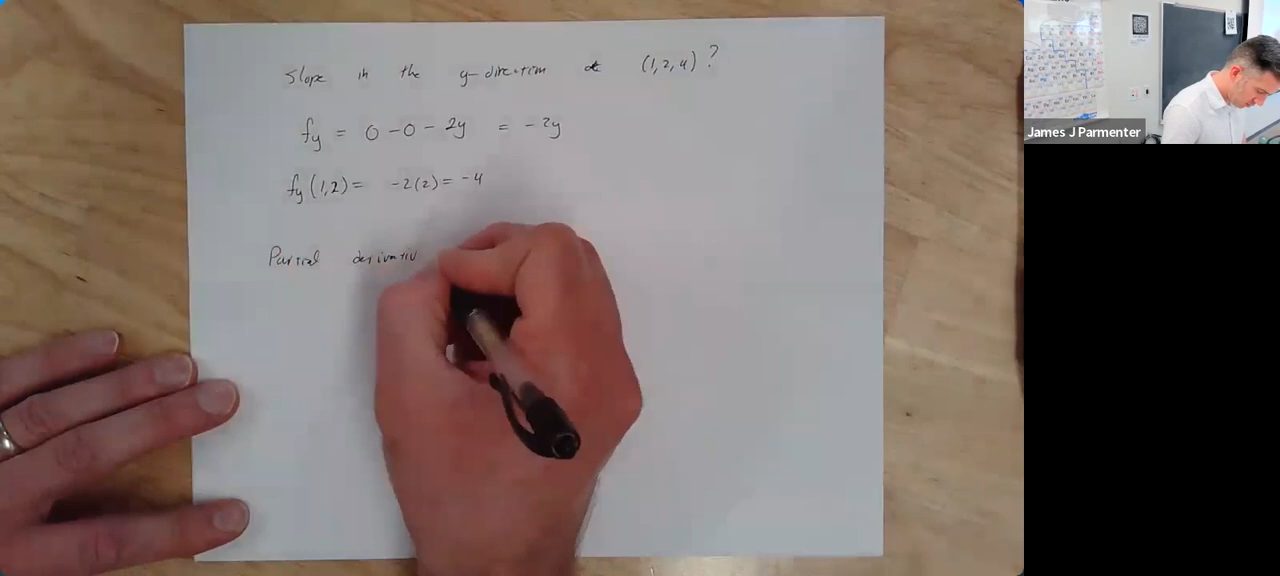 Slope in the y-direction at (1,2,4)?
fy = 0 - 0 - 2y = -2y
fy(1,2) = -2(2) = -4
Partial derivativ
James J Parmenter